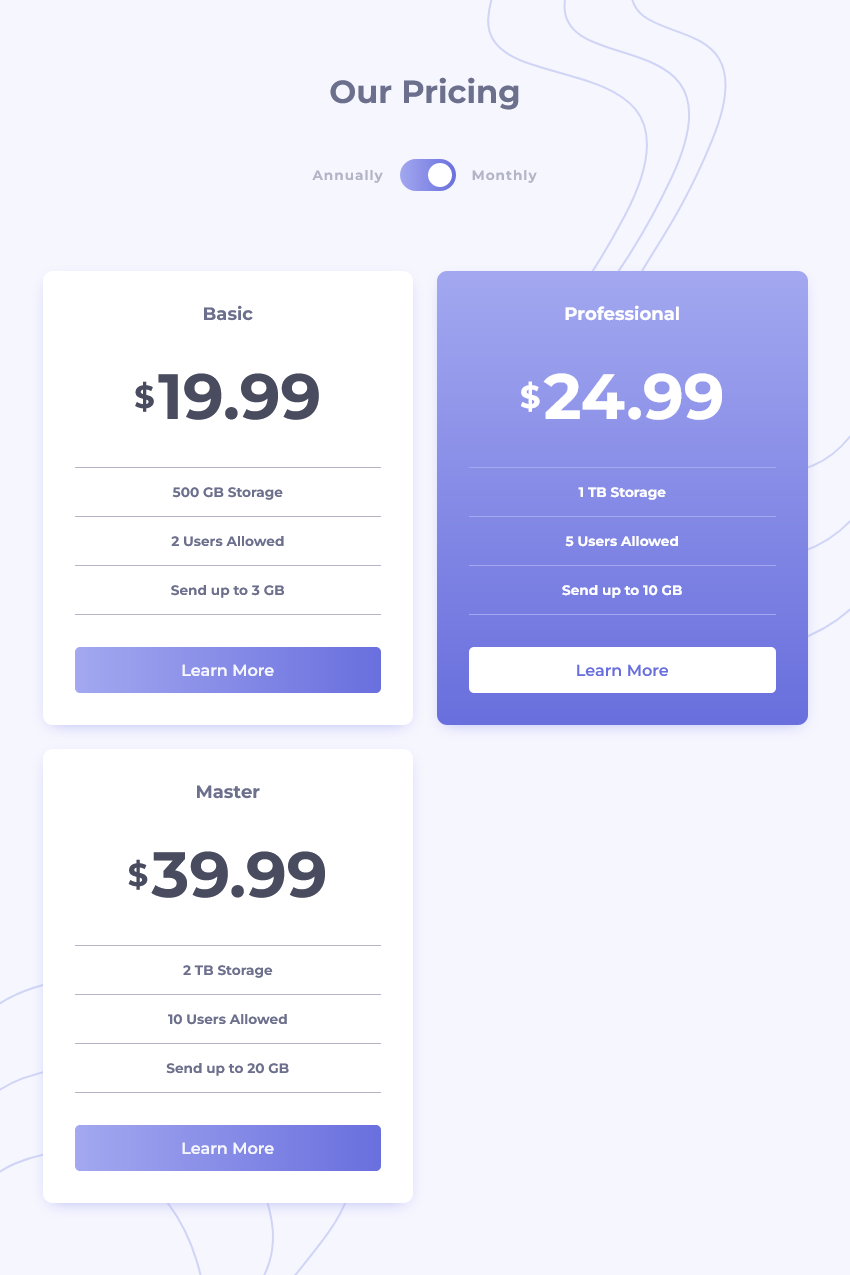 Our Pricing
Annually Monthly
Basic
$19.99
500 GB Storage
2 Users Allowed
Send up to 3 GB
Learn More
Professional
$24.99
1 TB Storage
5 Users Allowed
Send up to 10 GB
Learn More
Master
$39.99
2 TB Storage
10 Users Allowed
Send up to 20 GB
Learn More